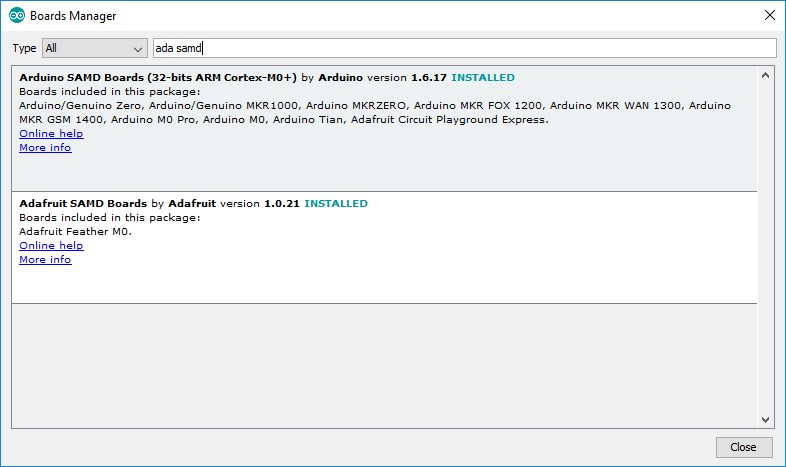 Boards Manager
Type All ada samd
Arduino SAMD Boards (32-bits ARM Cortex-M0+) by Arduino version 1.6.17 INSTALLED
Boards included in this package:
Arduino/Genuino Zero, Arduino/Genuino MKR1000, Arduino MKRZERO, Arduino MKR FOX 1200, Arduino MKR WAN 1300, Arduino
MKR GSM 1400, Arduino M0 Pro, Arduino M0, Arduino Tian, Adafruit Circuit Playground Express.
Online help
More info
Adafruit SAMD Boards by Adafruit version 1.0.21 INSTALLED
Boards included in this package:
Adafruit Feather M0.
Online help
More info
Close